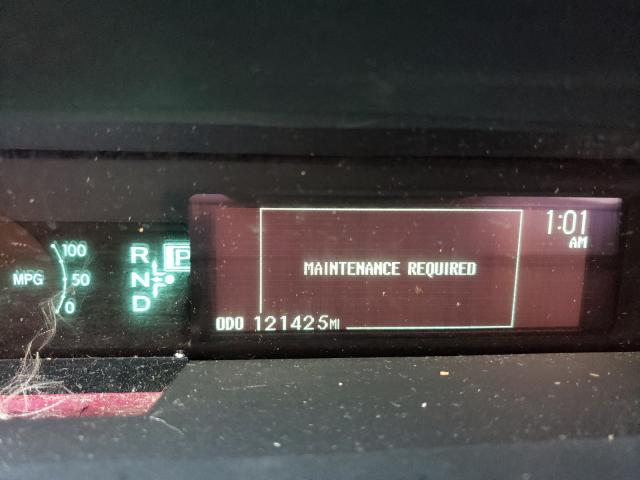 1:01
AM
100
R P
MPG 50
N
0
D
MAINTENANCE REQUIRED
ODO 121425MI